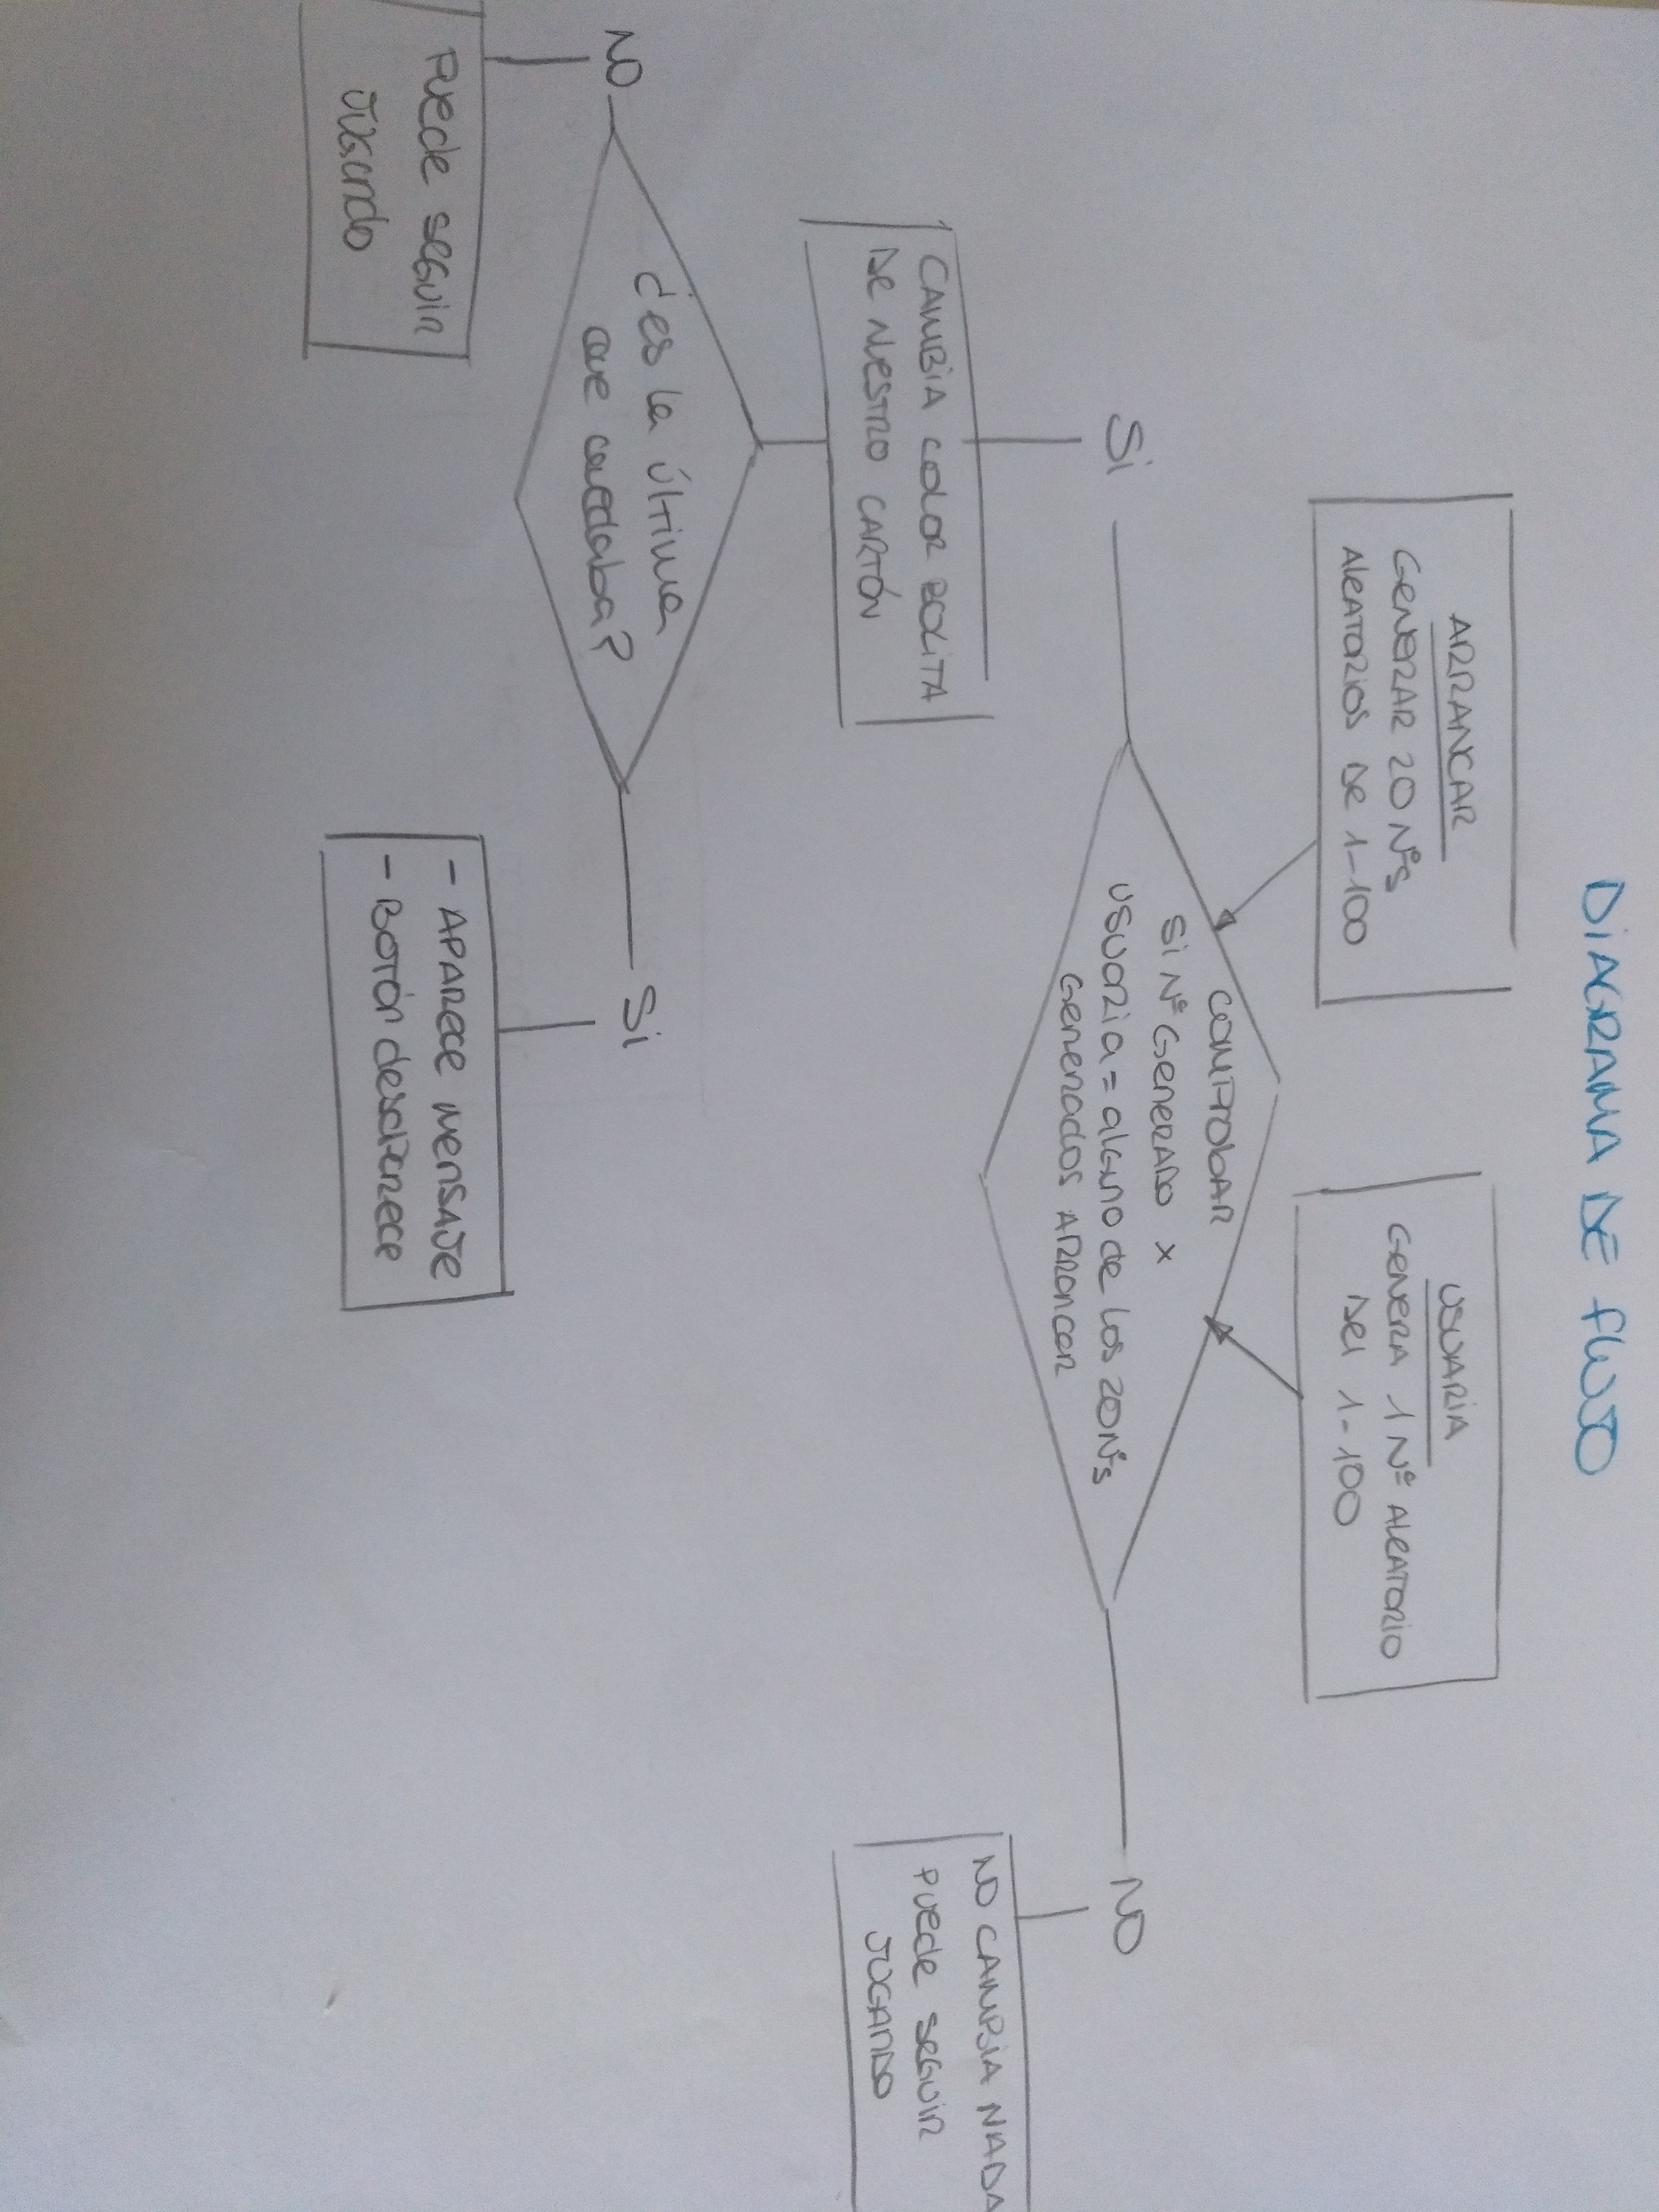 DIAGRAMA DE FLUJO
ARRANCAR
GENERAR 20 Nºs
ALEATORIOS DE 1-100
USUARIA
GENERA 1 Nº ALEATORIO
DEL 1-100
COMPROBAR
SI Nº GENERADO x
USUARIA = alguno de los 20 Nºs
Generados ARRANCAR
Si
NO
CAMBIA COLOR BOLITA
DE NUESTRO CARTÓN
NO CAMBIA NADA
PUEDE SEGUIR
JUGANDO
¿es la última
que quedaba?
NO
Si
PUEDE SEGUIR
JUGANDO
- APARECE MENSAJE
- BOTÓN desaparece